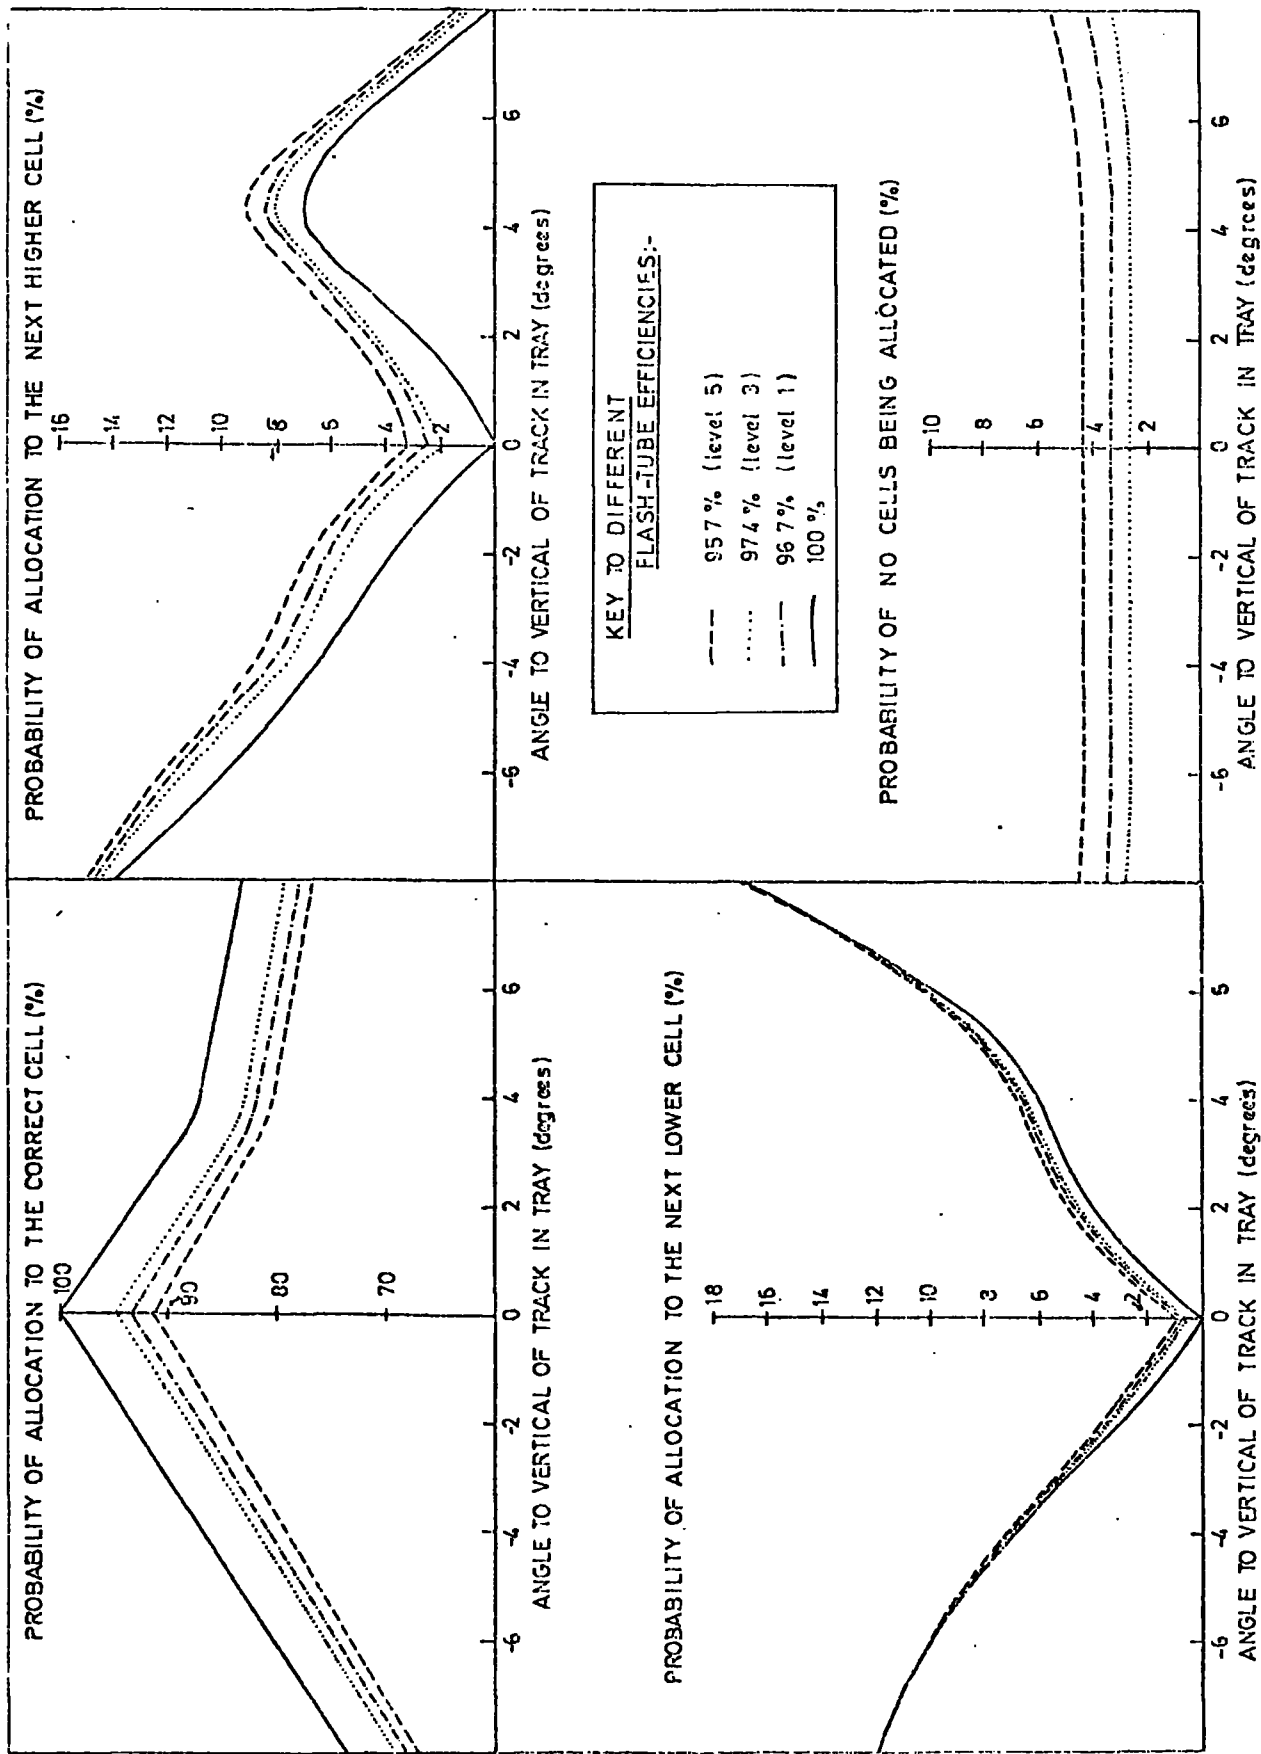 PROBABILITY OF ALLOCATION TO THE CORRECT CELL (%)
100
90
80
70
-6 -4 -2 0 2 4 6
ANGLE TO VERTICAL OF TRACK IN TRAY (degrees)
PROBABILITY OF ALLOCATION TO THE NEXT HIGHER CELL (%)
16
14
12
10
8
6
4
2
-6 -4 -2 0 2 4 6
ANGLE TO VERTICAL OF TRACK IN TRAY (degrees)
PROBABILITY OF ALLOCATION TO THE NEXT LOWER CELL (%)
18
16
14
12
10
8
6
4
2
-6 -4 -2 0 2 4 6
ANGLE TO VERTICAL OF TRACK IN TRAY (degrees)
KEY TO DIFFERENT
FLASH-TUBE EFFICIENCIES:-
95.7% (level 5)
97.4% (level 3)
96.7% (level 1)
100%
PROBABILITY OF NO CELLS BEING ALLOCATED (%)
10
8
6
4
2
-6 -4 -2 0 2 4 6
ANGLE TO VERTICAL OF TRACK IN TRAY (degrees)